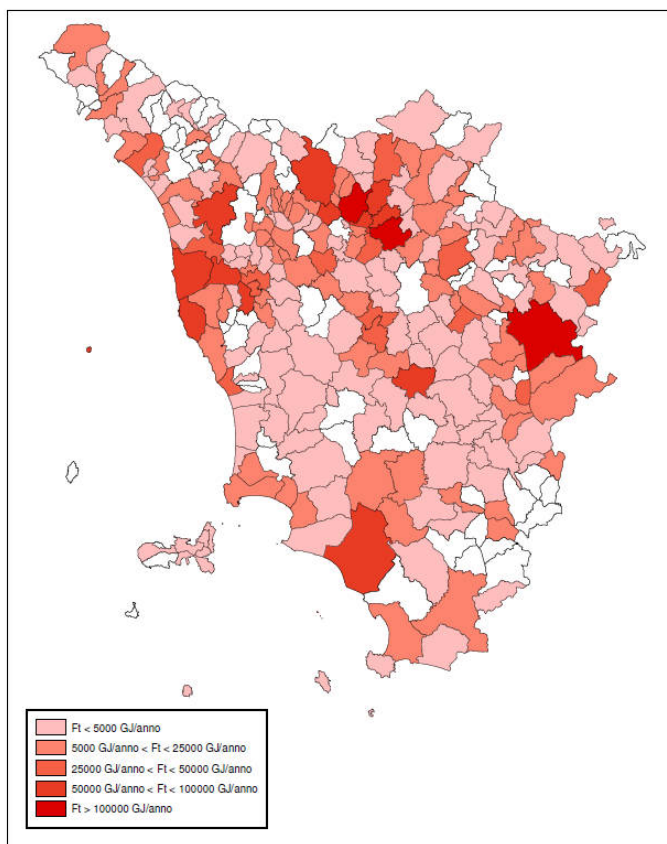 Ft < 5000 GJ/anno
5000 GJ/anno < Ft < 25000 GJ/anno
25000 GJ/anno < Ft < 50000 GJ/anno
50000 GJ/anno < Ft < 100000 GJ/anno
Ft > 100000 GJ/anno